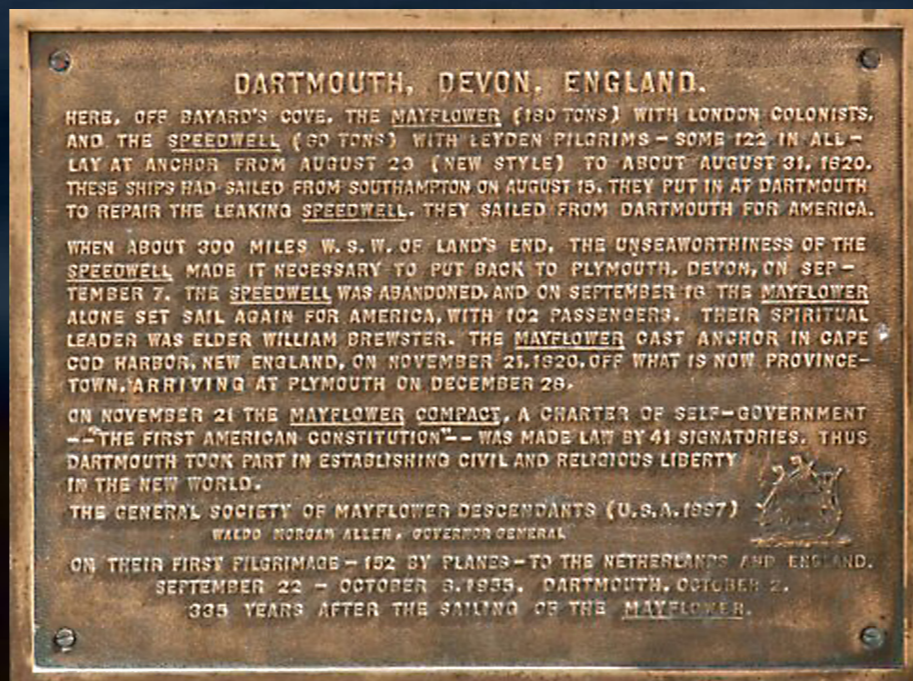 DARTMOUTH, DEVON, ENGLAND.
HERE, OFF BAYARD'S COVE, THE MAYFLOWER (180 TONS) WITH LONDON COLONISTS,
AND THE SPEEDWELL (60 TONS) WITH LEYDEN PILGRIMS - SOME 122 IN ALL -
LAY AT ANCHOR FROM AUGUST 23 (NEW STYLE) TO ABOUT AUGUST 31, 1620.
THESE SHIPS HAD SAILED FROM SOUTHAMPTON ON AUGUST 15. THEY PUT IN AT DARTMOUTH
TO REPAIR THE LEAKING SPEEDWELL. THEY SAILED FROM DARTMOUTH FOR AMERICA.
WHEN ABOUT 300 MILES W.S.W. OF LAND'S END, THE UNSEAWORTHINESS OF THE
SPEEDWELL MADE IT NECESSARY TO PUT BACK TO PLYMOUTH, DEVON, ON SEP-
TEMBER 7. THE SPEEDWELL WAS ABANDONED, AND ON SEPTEMBER 16 THE MAYFLOWER
ALONE SET SAIL AGAIN FOR AMERICA, WITH 102 PASSENGERS. THEIR SPIRITUAL
LEADER WAS ELDER WILLIAM BREWSTER. THE MAYFLOWER CAST ANCHOR IN CAPE
COD HARBOR, NEW ENGLAND, ON NOVEMBER 21, 1620, OFF WHAT IS NOW PROVINCE-
TOWN, ARRIVING AT PLYMOUTH ON DECEMBER 26.
ON NOVEMBER 21 THE MAYFLOWER COMPACT, A CHARTER OF SELF-GOVERNMENT
--"THE FIRST AMERICAN CONSTITUTION"-- WAS MADE LAW BY 41 SIGNATORIES. THUS
DARTMOUTH TOOK PART IN ESTABLISHING CIVIL AND RELIGIOUS LIBERTY
IN THE NEW WORLD.
THE GENERAL SOCIETY OF MAYFLOWER DESCENDANTS (U.S.A. 1897)
WALDO MORGAN ALLEN, GOVERNOR GENERAL
ON THEIR FIRST PILGRIMAGE - 152 BY PLANES - TO THE NETHERLANDS AND ENGLAND.
SEPTEMBER 22 - OCTOBER 8, 1955. DARTMOUTH, OCTOBER 2,
335 YEARS AFTER THE SAILING OF THE MAYFLOWER.